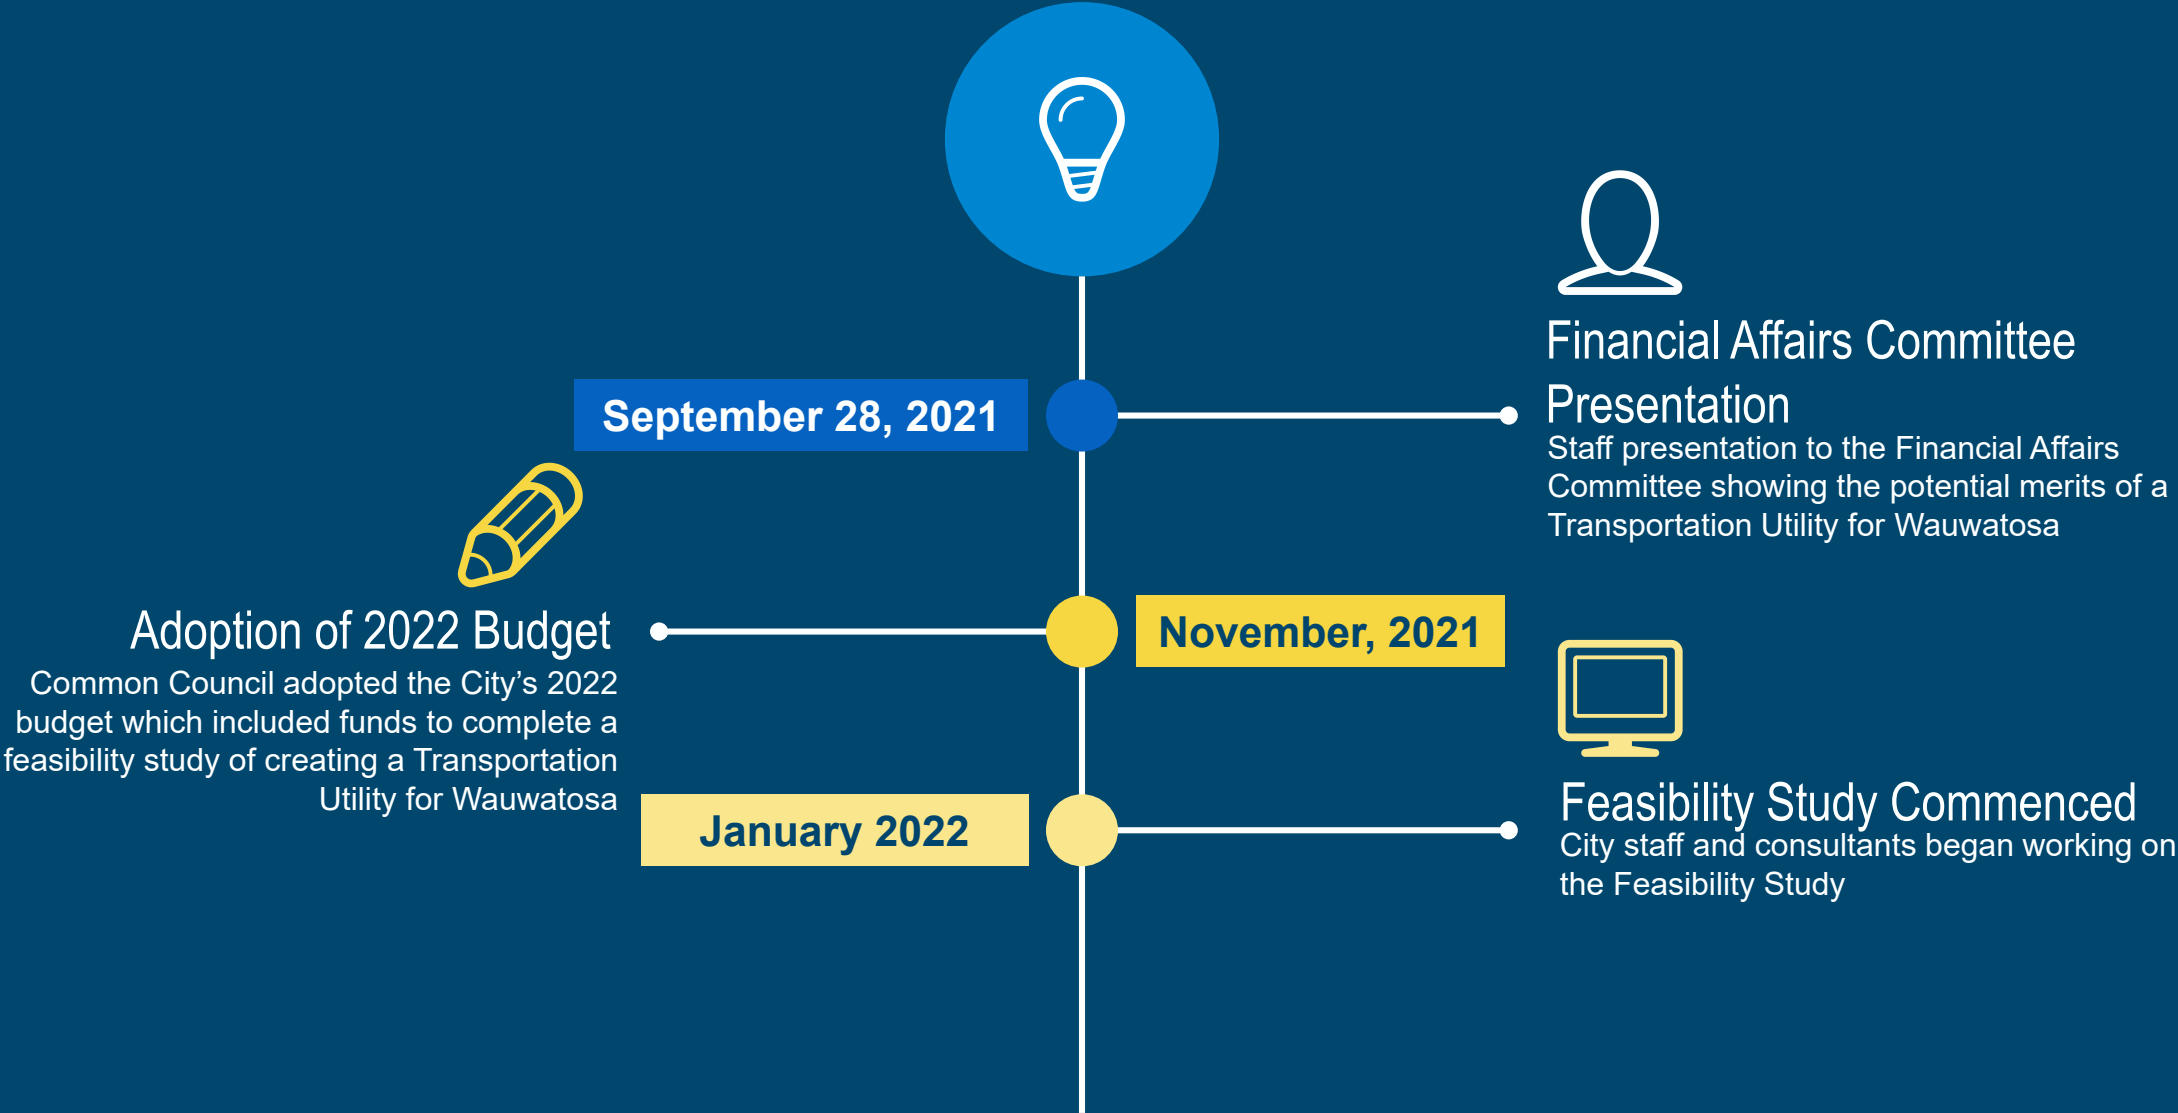 September 28, 2021
Financial Affairs Committee
Presentation
Staff presentation to the Financial Affairs
Committee showing the potential merits of a
Transportation Utility for Wauwatosa
November, 2021
Adoption of 2022 Budget
Common Council adopted the City’s 2022
budget which included funds to complete a
feasibility study of creating a Transportation
Utility for Wauwatosa
January 2022
Feasibility Study Commenced
City staff and consultants began working on
the Feasibility Study